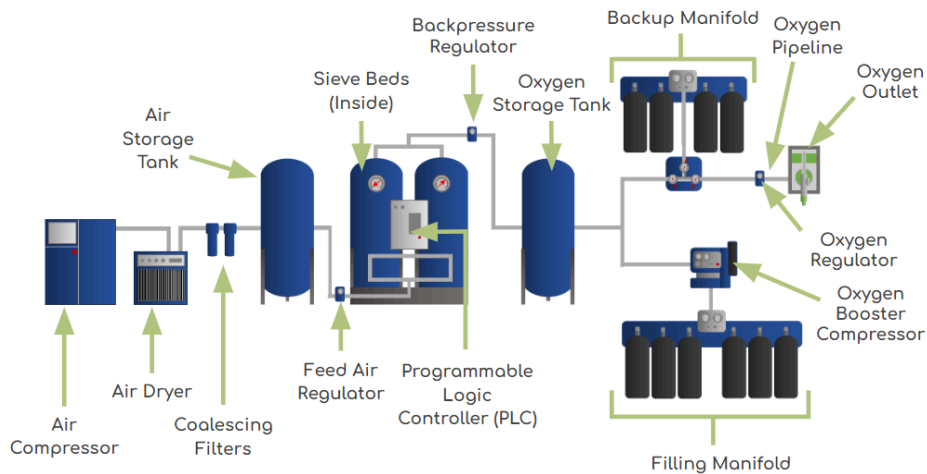 Backpressure
Regulator
Backup Manifold
Oxygen
Pipeline
Oxygen
Outlet
Sieve Beds
(Inside)
Oxygen
Storage Tank
Air
Storage
Tank
Oxygen
Regulator
Oxygen
Booster
Compressor
Air Dryer
Feed Air
Regulator
Programmable
Logic
Controller (PLC)
Air
Compressor
Coalescing
Filters
Filling Manifold